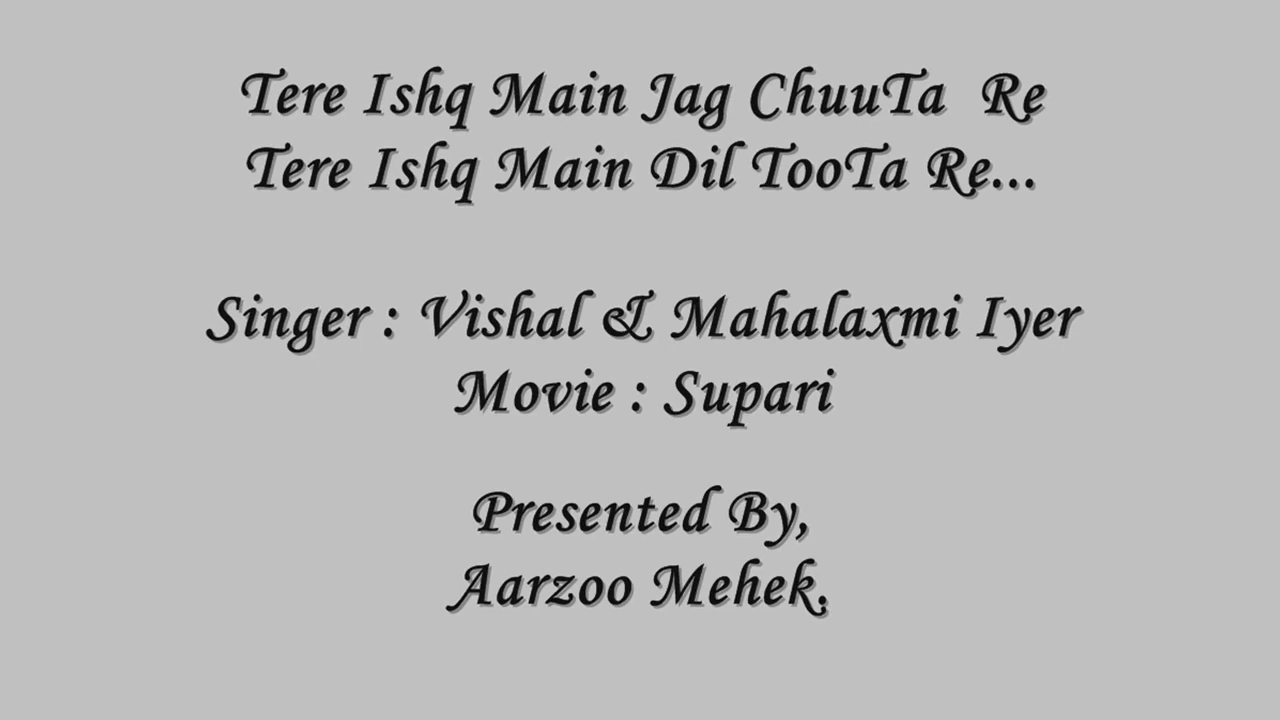 Tere Ishq Main Jag ChuuTa Re
Tere Ishq Main Dil TooTa Re...
Singer : Vishal & Mahalaxmi Iyer
Movie : Supari
Presented By,
Aarzoo Mehek.